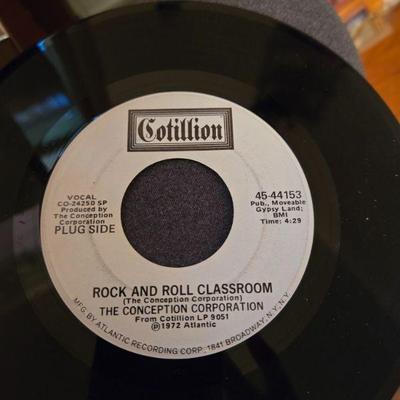 Cotillion
VOCAL
CO-24250 SP
Produced by
The Conception
Corporation
PLUG SIDE
45-44153
Pub., Moveable
Gypsy Land;
BMI
Time: 4:29
ROCK AND ROLL CLASSROOM
(The Conception Corporation)
THE CONCEPTION CORPORATION
From Cotillion LP 9051
Ⓟ1972 Atlantic
MFG. BY ATLANTIC RECORDING CORP., 1841 BROADWAY, N.Y., N.Y.